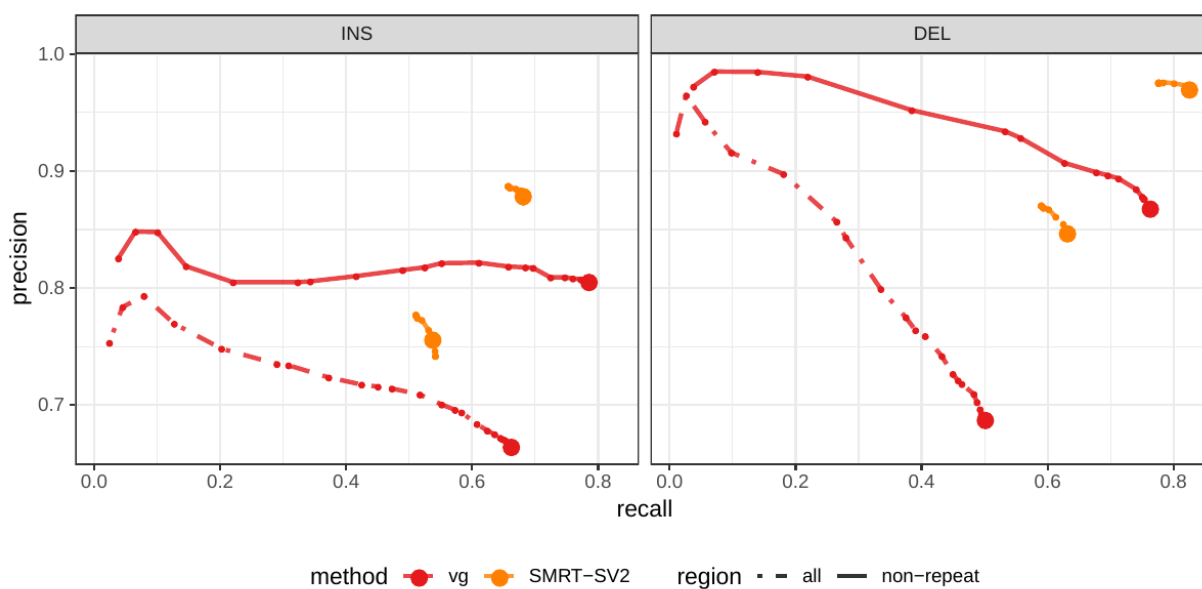 INS DEL
1.0
0.9
0.8
0.7
precision
0.0 0.2 0.4 0.6 0.8 0.0 0.2 0.4 0.6 0.8
recall
method vg SMRT−SV2 region all non−repeat